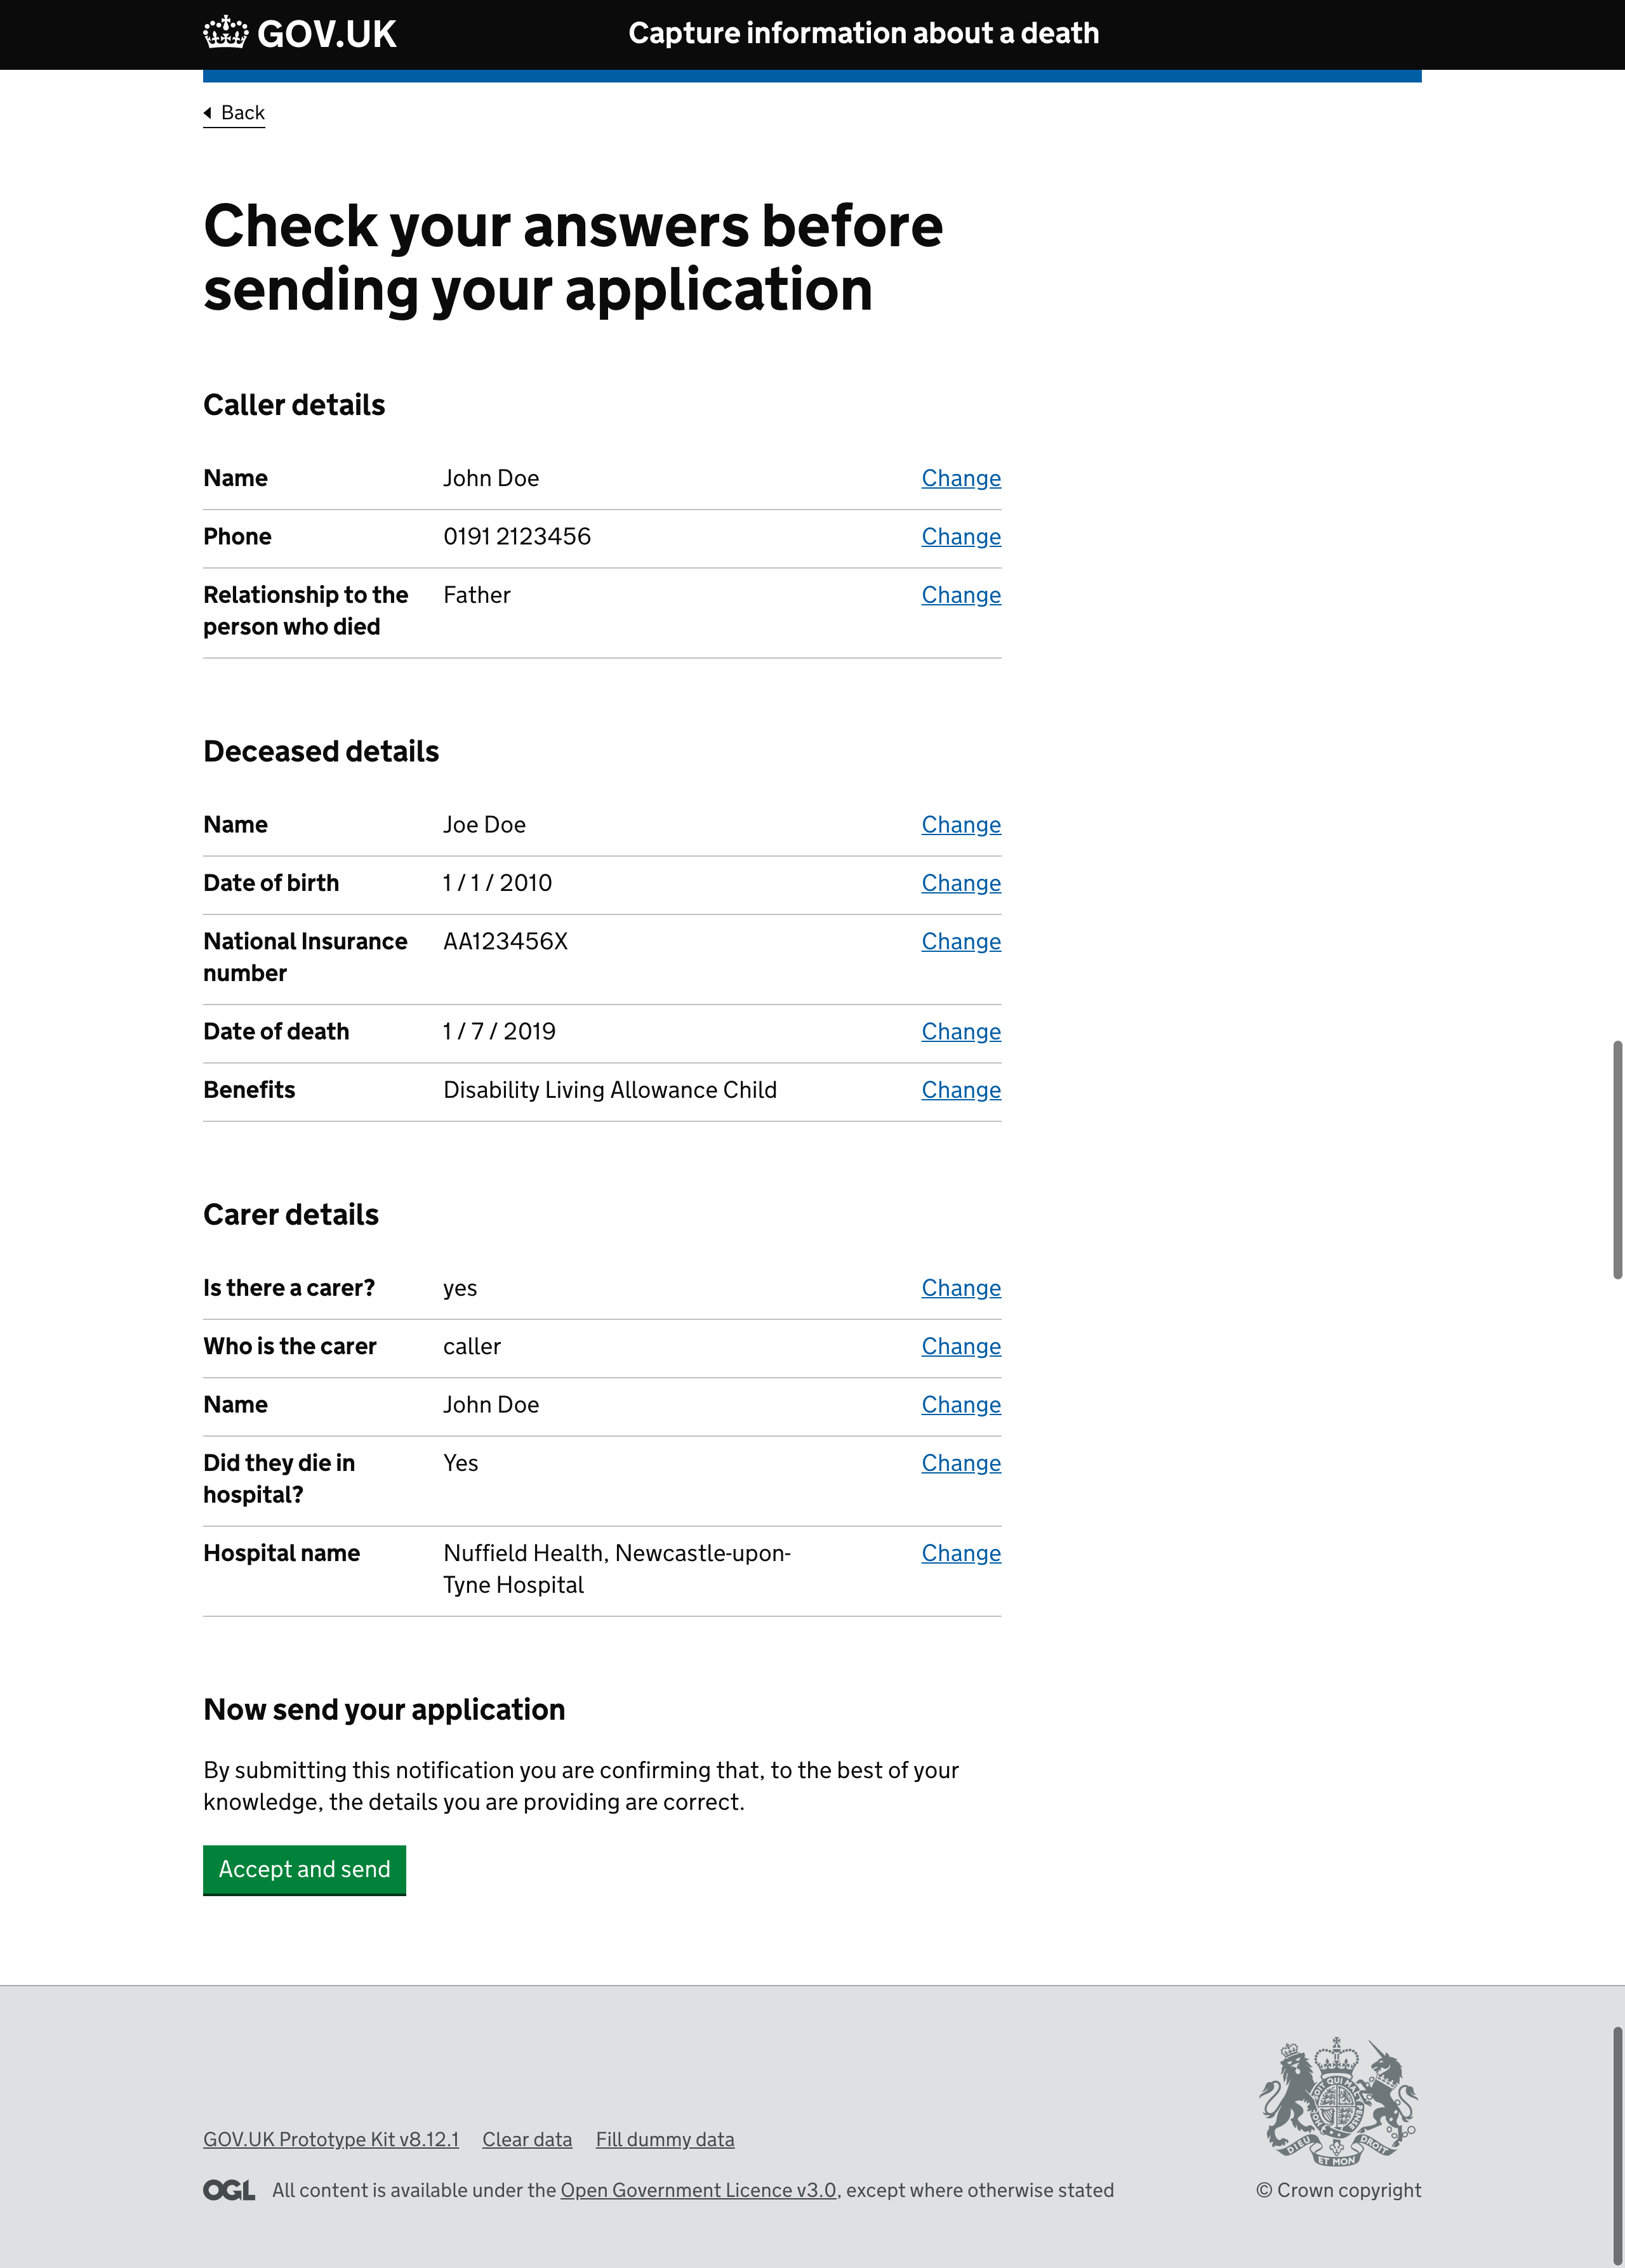 GOV.UK Capture information about a death
Back
Check your answers before
sending your application
Caller details
Name John Doe Change
Phone 0191 2123456 Change
Relationship to the Father Change
person who died
Deceased details
Name Joe Doe Change
Date of birth 1 / 1 / 2010 Change
National Insurance AA123456X Change
number
Date of death 1 / 7 / 2019 Change
Benefits Disability Living Allowance Child Change
Carer details
Is there a carer? yes Change
Who is the carer caller Change
Name John Doe Change
Did they die in Yes Change
hospital?
Hospital name Nuffield Health, Newcastle-upon- Change
Tyne Hospital
Now send your application
By submitting this notification you are confirming that, to the best of your
knowledge, the details you are providing are correct.
Accept and send
GOV.UK Prototype Kit v8.12.1 Clear data Fill dummy data
DIEU ET MON DROIT
OGL All content is available under the Open Government Licence v3.0, except where otherwise stated © Crown copyright